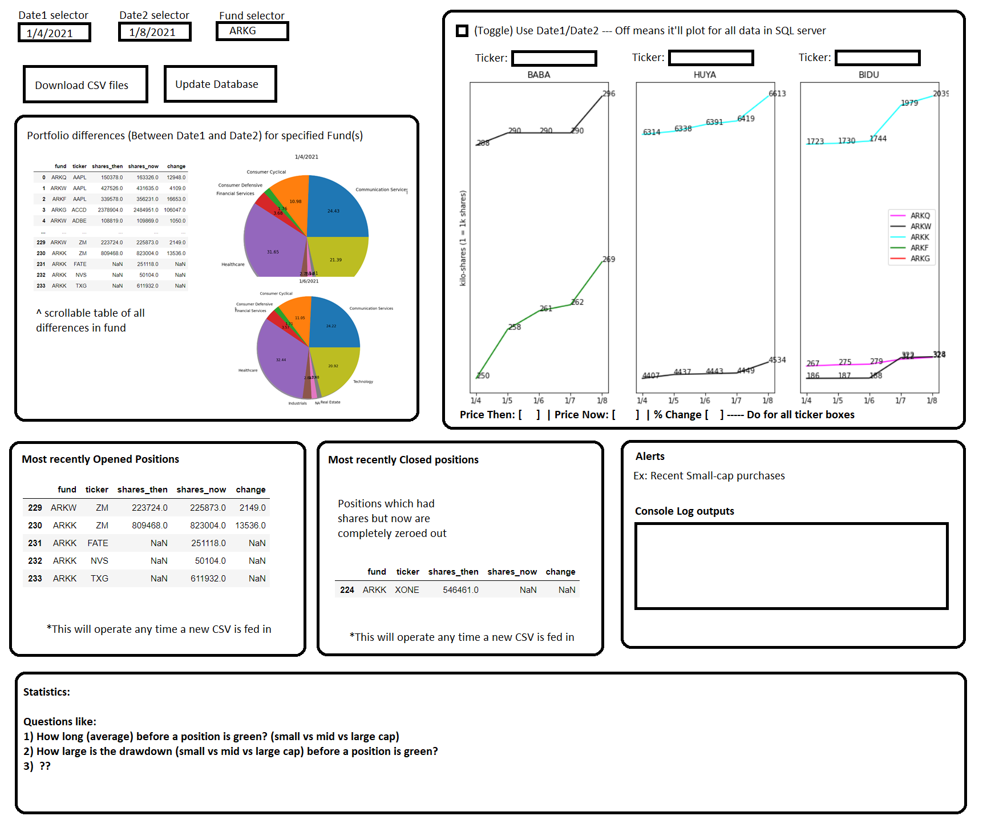 Date1 selector
Date2 selector
Fund selector
1/4/2021
1/8/2021
ARKG
Download CSV files
Update Database
Portfolio differences (Between Date1 and Date2) for specified Fund(s)
fund ticker shares_then shares_now change
0 ARKQ AAPL 150378.0 163326.0 12948.0
1 ARKW AAPL 427526.0 431635.0 4109.0
2 ARKF AAPL 339578.0 356231.0 16653.0
3 ARKG ACCD 2378904.0 2484951.0 106047.0
4 ARKW ADBE 108819.0 109869.0 1050.0
... ... ... ... ... ...
229 ARKW ZM 223724.0 225873.0 2149.0
230 ARKK ZM 809468.0 823004.0 13536.0
231 ARKK FATE NaN 251118.0 NaN
232 ARKK NVS NaN 50104.0 NaN
233 ARKK TXG NaN 611932.0 NaN
^ scrollable table of all
differences in fund
1/4/2021
Consumer Cyclical
Consumer Defensive
Financial Services
Communication Services
10.98
1.76
3.68
24.43
31.65
21.39
Healthcare
1/6/2021
Consumer Cyclical
Consumer Defensive
Financial Services
Communication Services
11.05
1.71
3.57
24.22
32.44
20.92
Healthcare
Technology
Industrials
NA
Real Estate
(Toggle) Use Date1/Date2 --- Off means it'll plot for all data in SQL server
Ticker:
Ticker:
Ticker:
BABA
HUYA
BIDU
kilo-shares (1 = 1k shares)
288 290 290 290 296
250 258 261 262 269
1/4 1/5 1/6 1/7 1/8
6314 6338 6391 6419 6613
4407 4437 4443 4449 4534
1/4 1/5 1/6 1/7 1/8
1723 1730 1744 1979 2039
267 275 279
186 187 188
1/4 1/5 1/6 1/7 1/8
ARKQ
ARKW
ARKK
ARKF
ARKG
Price Then: [ ] | Price Now: [ ] | % Change [ ] ----- Do for all ticker boxes
Most recently Opened Positions
fund ticker shares_then shares_now change
229 ARKW ZM 223724.0 225873.0 2149.0
230 ARKK ZM 809468.0 823004.0 13536.0
231 ARKK FATE NaN 251118.0 NaN
232 ARKK NVS NaN 50104.0 NaN
233 ARKK TXG NaN 611932.0 NaN
*This will operate any time a new CSV is fed in
Most recently Closed positions
Positions which had
shares but now are
completely zeroed out
fund ticker shares_then shares_now change
224 ARKK XONE 546461.0 NaN NaN
*This will operate any time a new CSV is fed in
Alerts
Ex: Recent Small-cap purchases
Console Log outputs
Statistics:
Questions like:
1) How long (average) before a position is green? (small vs mid vs large cap)
2) How large is the drawdown (small vs mid vs large cap) before a position is green?
3) ??